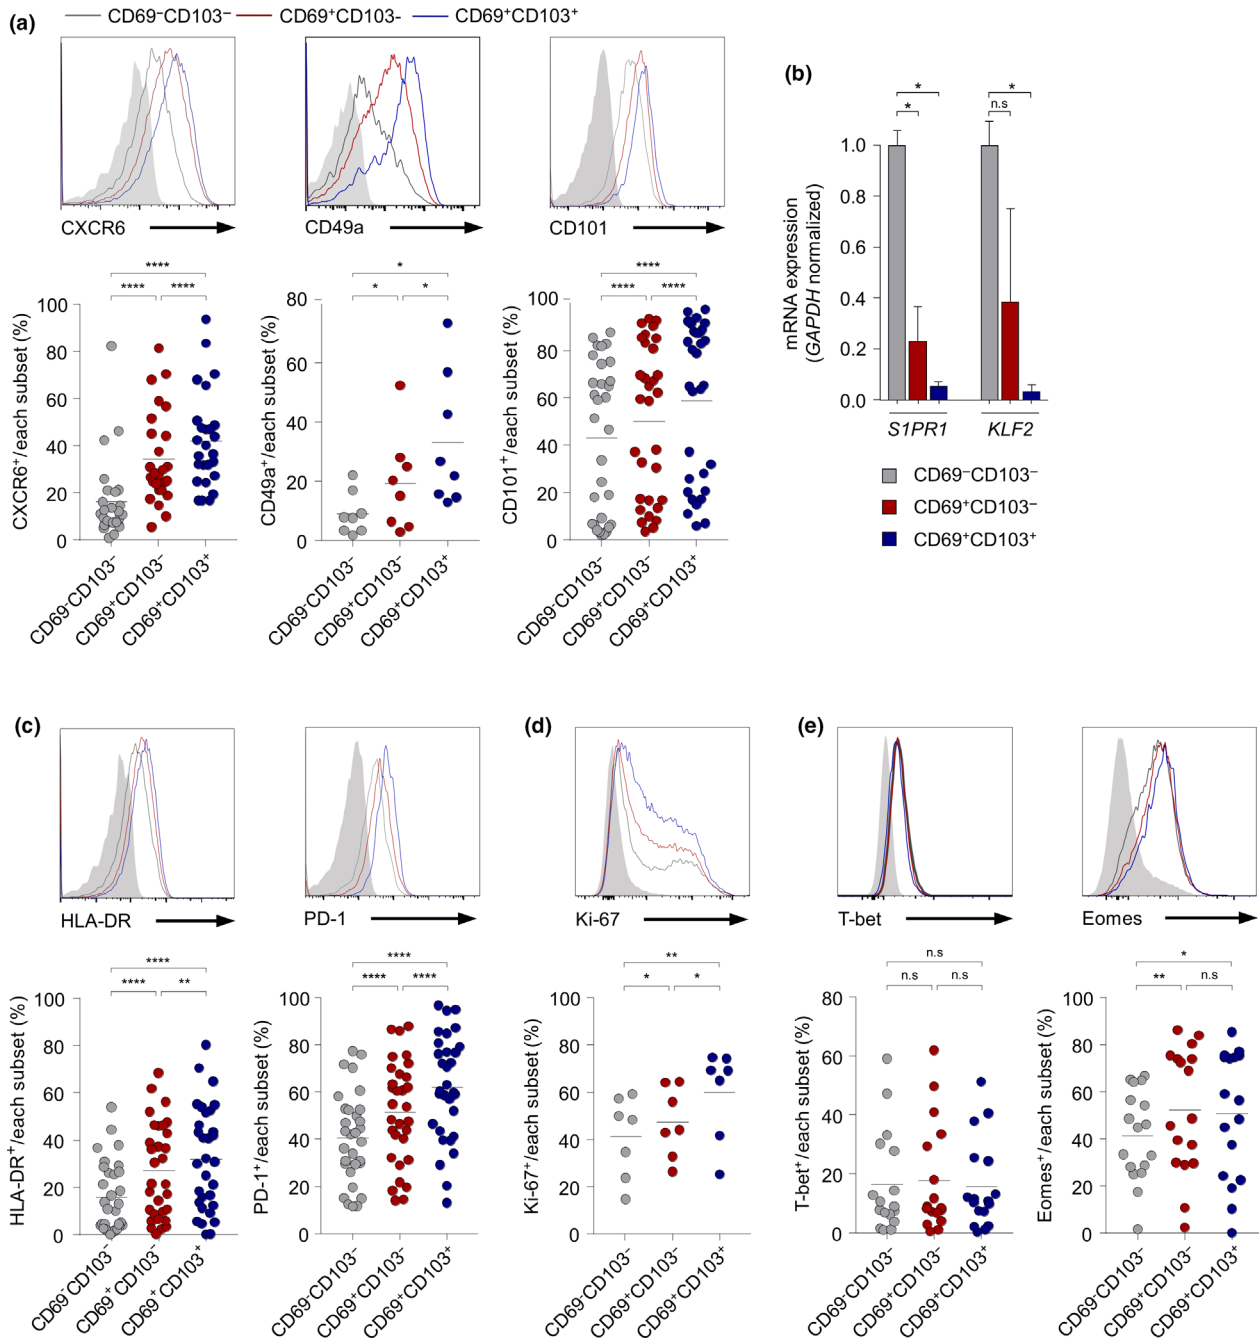 (a)
CD69⁻CD103⁻ CD69⁺CD103- CD69⁺CD103⁺
CXCR6 CD49a CD101
(b)
* *
* n.s
mRNA expression
(GAPDH normalized)
1.0
0.8
0.6
0.4
0.2
0.0
S1PR1 KLF2
CD69⁻CD103⁻
CD69⁺CD103⁻
CD69⁺CD103⁺
****
**** ****
CXCR6⁺/each subset (%)
100
80
60
40
20
0
CD69⁻CD103⁻ CD69⁺CD103⁻ CD69⁺CD103⁺
*
* *
CD49a⁺/each subset (%)
80
60
40
20
0
CD69⁻CD103⁻ CD69⁺CD103⁻ CD69⁺CD103⁺
****
**** ****
CD101⁺/each subset (%)
100
80
60
40
20
0
CD69⁻CD103⁻ CD69⁺CD103⁻ CD69⁺CD103⁺
(c)
HLA-DR PD-1
****
**** **
HLA-DR⁺/each subset (%)
100
80
60
40
20
0
CD69⁻CD103⁻ CD69⁺CD103⁻ CD69⁺CD103⁺
****
**** ****
PD-1⁺/each subset (%)
100
80
60
40
20
0
CD69⁻CD103⁻ CD69⁺CD103⁻ CD69⁺CD103⁺
(d)
Ki-67
**
* *
Ki-67⁺/each subset (%)
100
80
60
40
20
0
CD69⁻CD103⁻ CD69⁺CD103⁻ CD69⁺CD103⁺
(e)
T-bet Eomes
n.s
n.s n.s
T-bet⁺/each subset (%)
80
60
40
20
0
CD69⁻CD103⁻ CD69⁺CD103⁻ CD69⁺CD103⁺
*
** n.s
Eomes⁺/each subset (%)
100
80
60
40
20
0
CD69⁻CD103⁻ CD69⁺CD103⁻ CD69⁺CD103⁺